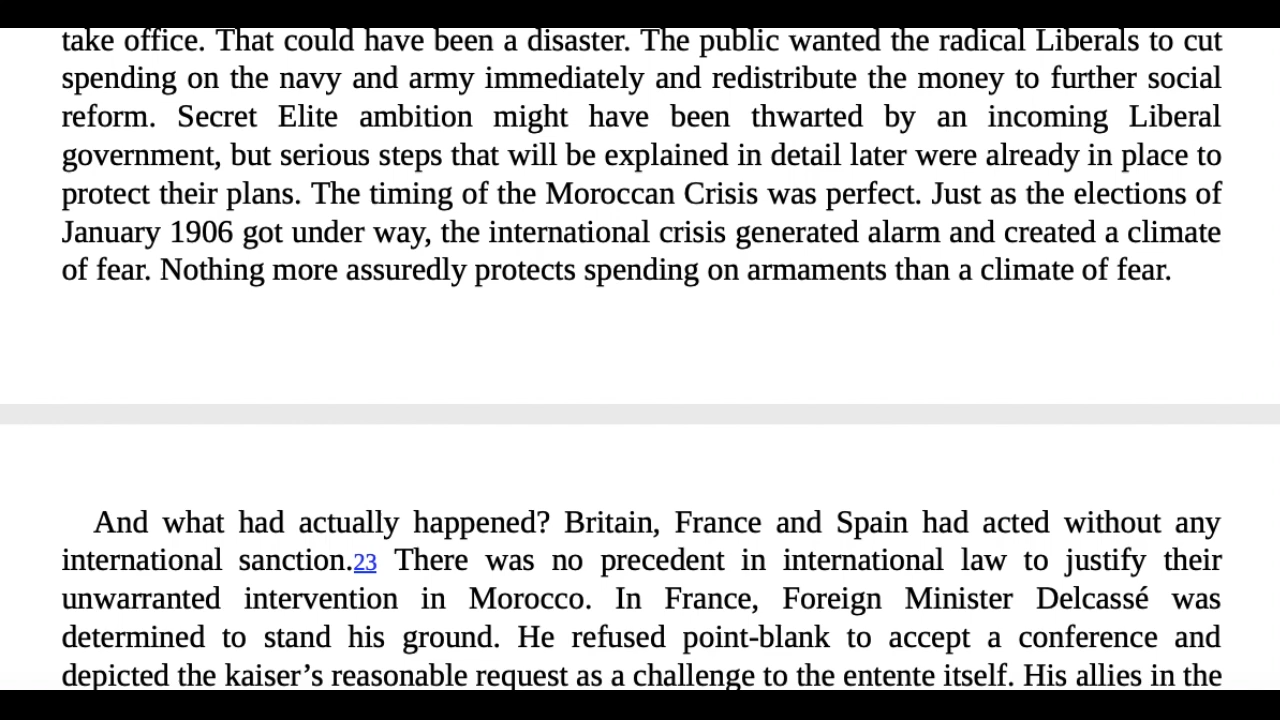 take office. That could have been a disaster. The public wanted the radical Liberals to cut
spending on the navy and army immediately and redistribute the money to further social
reform. Secret Elite ambition might have been thwarted by an incoming Liberal
government, but serious steps that will be explained in detail later were already in place to
protect their plans. The timing of the Moroccan Crisis was perfect. Just as the elections of
January 1906 got under way, the international crisis generated alarm and created a climate
of fear. Nothing more assuredly protects spending on armaments than a climate of fear.
And what had actually happened? Britain, France and Spain had acted without any
international sanction.23 There was no precedent in international law to justify their
unwarranted intervention in Morocco. In France, Foreign Minister Delcassé was
determined to stand his ground. He refused point-blank to accept a conference and
depicted the kaiser’s reasonable request as a challenge to the entente itself. His allies in the